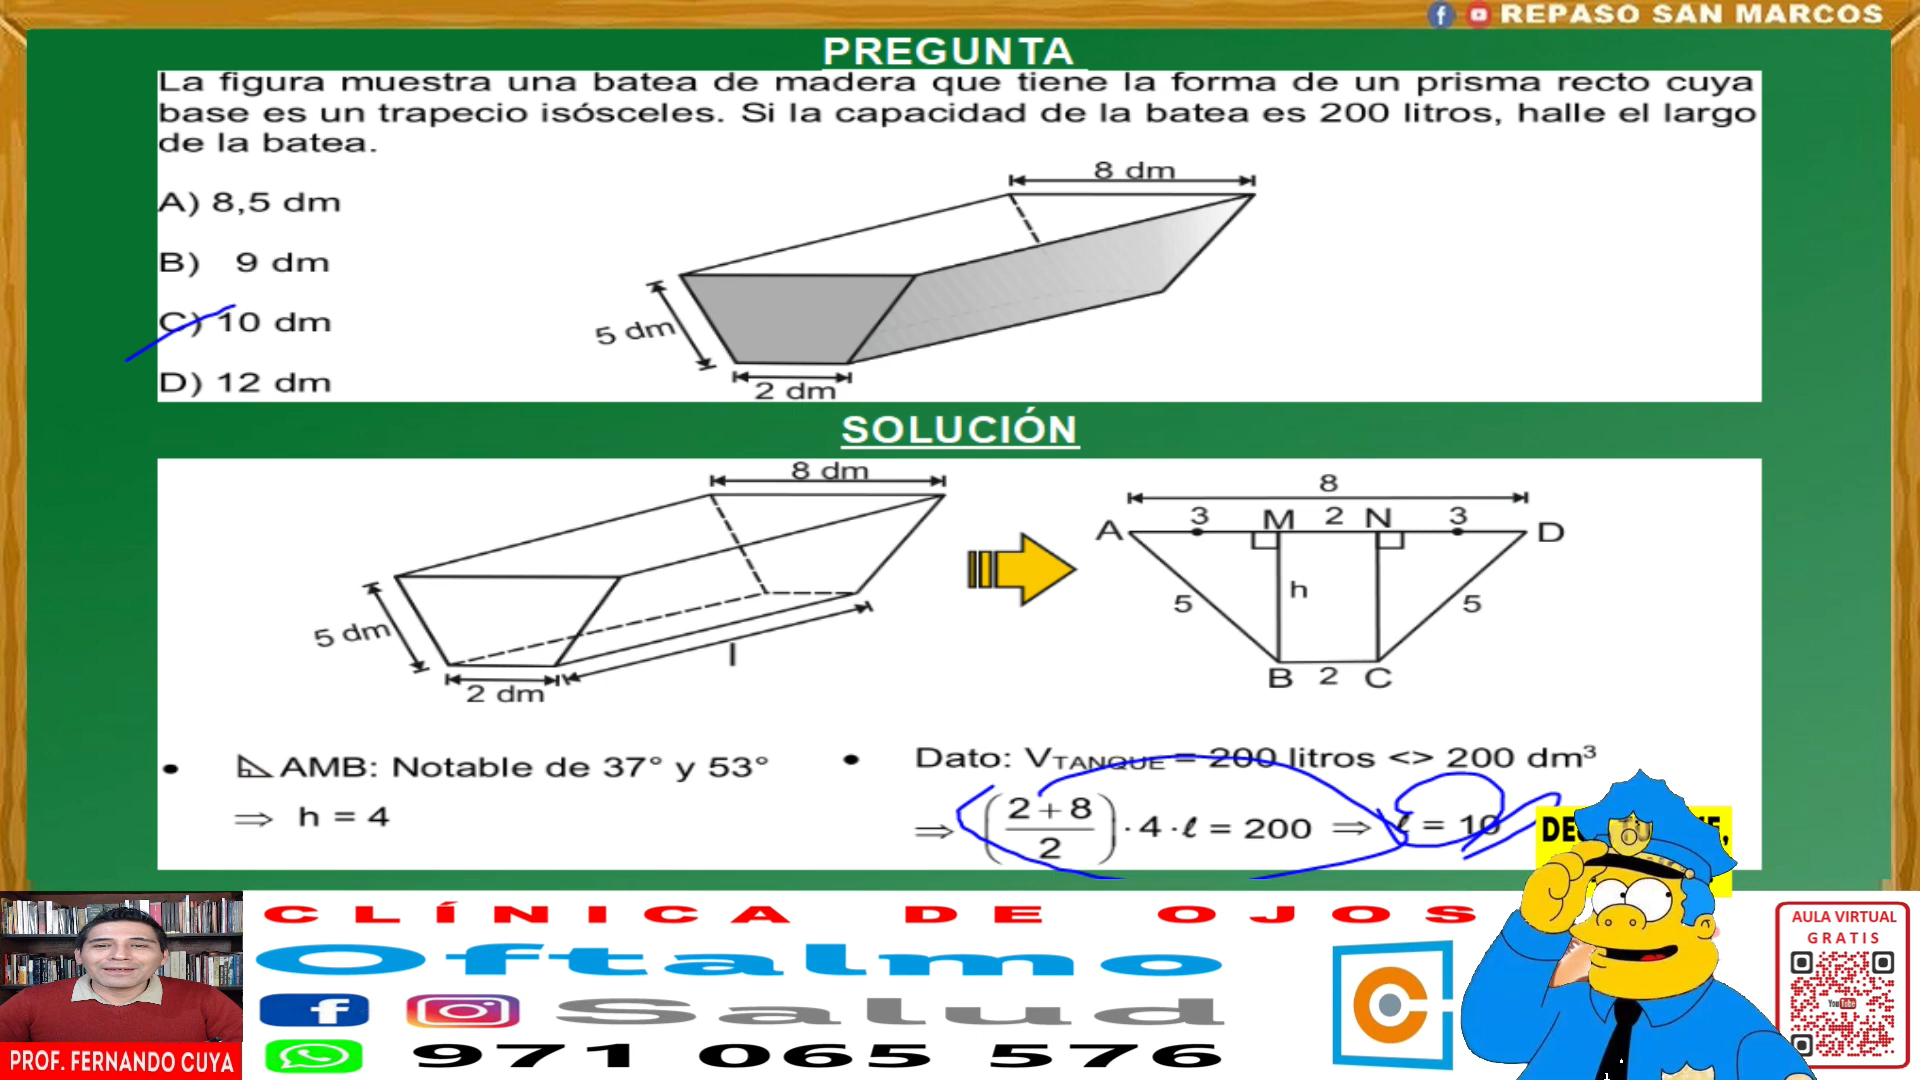 REPASO SAN MARCOS
PREGUNTA
La figura muestra una batea de madera que tiene la forma de un prisma recto cuya
base es un trapecio isósceles. Si la capacidad de la batea es 200 litros, halle el largo
de la batea.
A) 8,5 dm
B) 9 dm
C) 10 dm
D) 12 dm
8 dm
5 dm
2 dm
SOLUCIÓN
8 dm
5 dm
2 dm
l
8
A 3 M 2 N 3 D
5 h 5
B 2 C
• ⊿AMB: Notable de 37° y 53°
⇒ h = 4
• Dato: V_TANQUE = 200 litros <> 200 dm³
⇒ ((2 + 8)/2) · 4 · ℓ = 200 ⇒ ℓ = 10
CLÍNICA DE OJOS
Oftalmo
Salud
971 065 576
PROF. FERNANDO CUYA
AULA VIRTUAL
GRATIS
YouTube